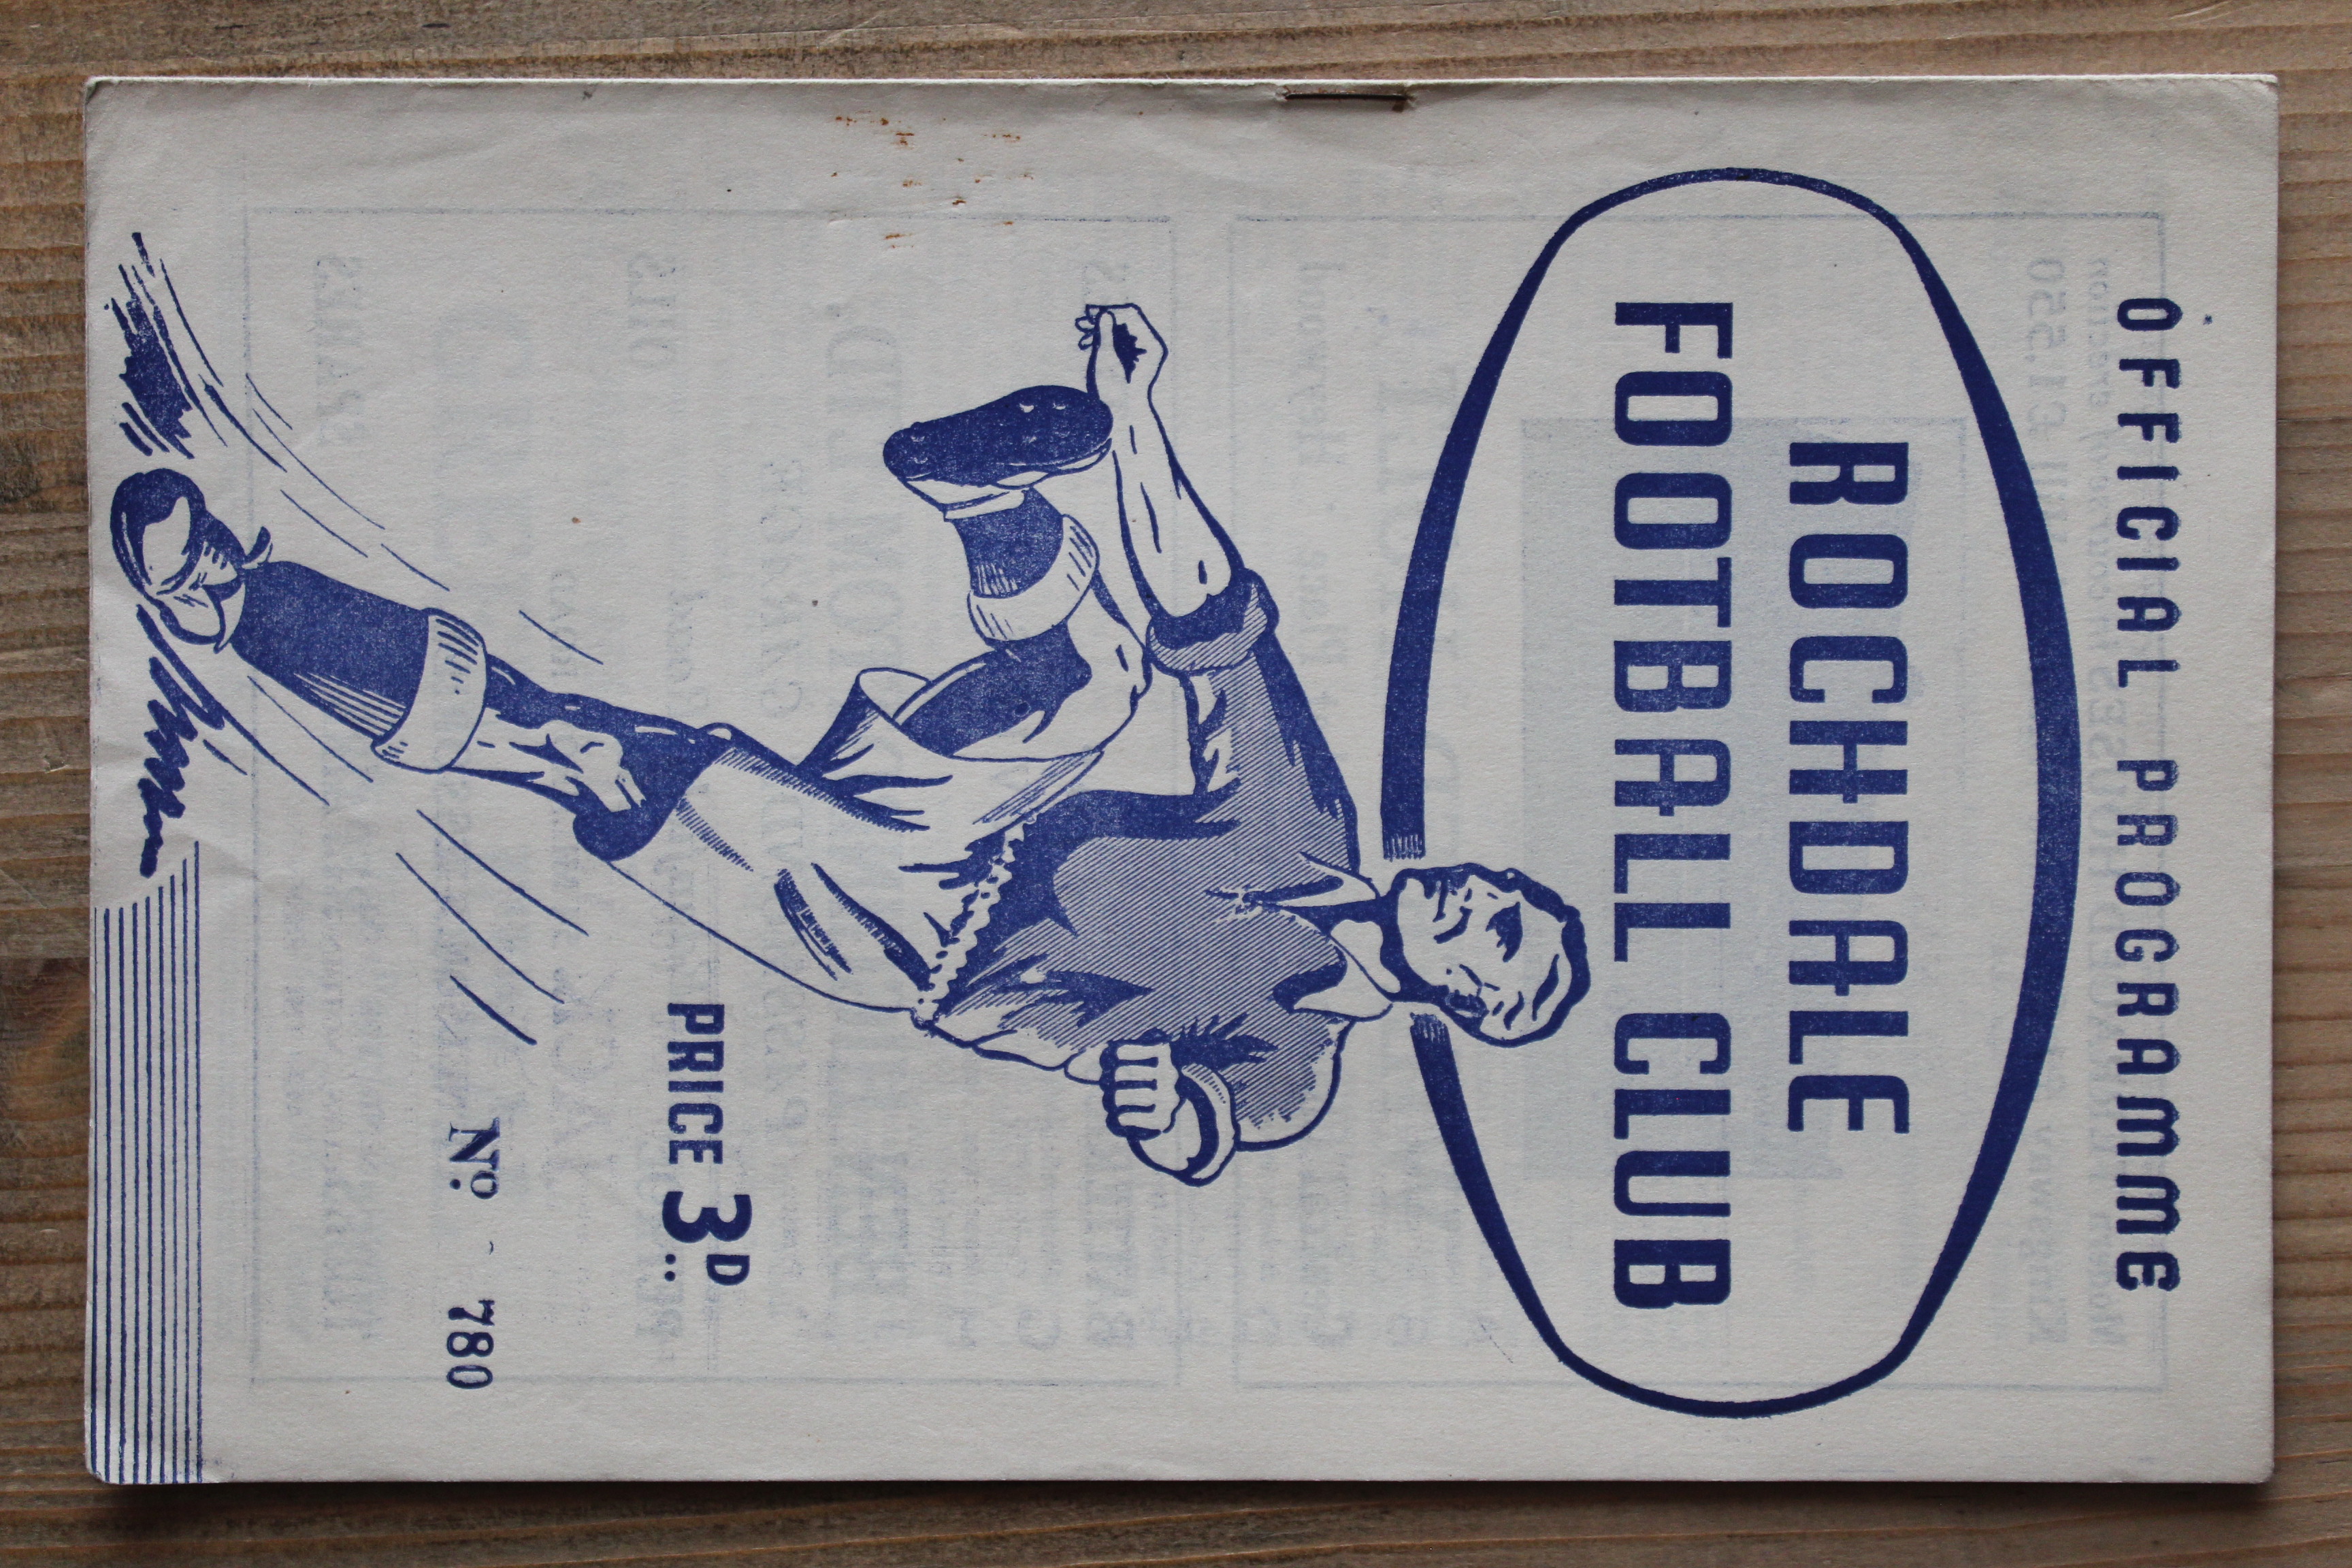 OFFICIAL PROGRAMME
ROCHDALE
FOOTBALL CLUB
PRICE 3D..
No 780